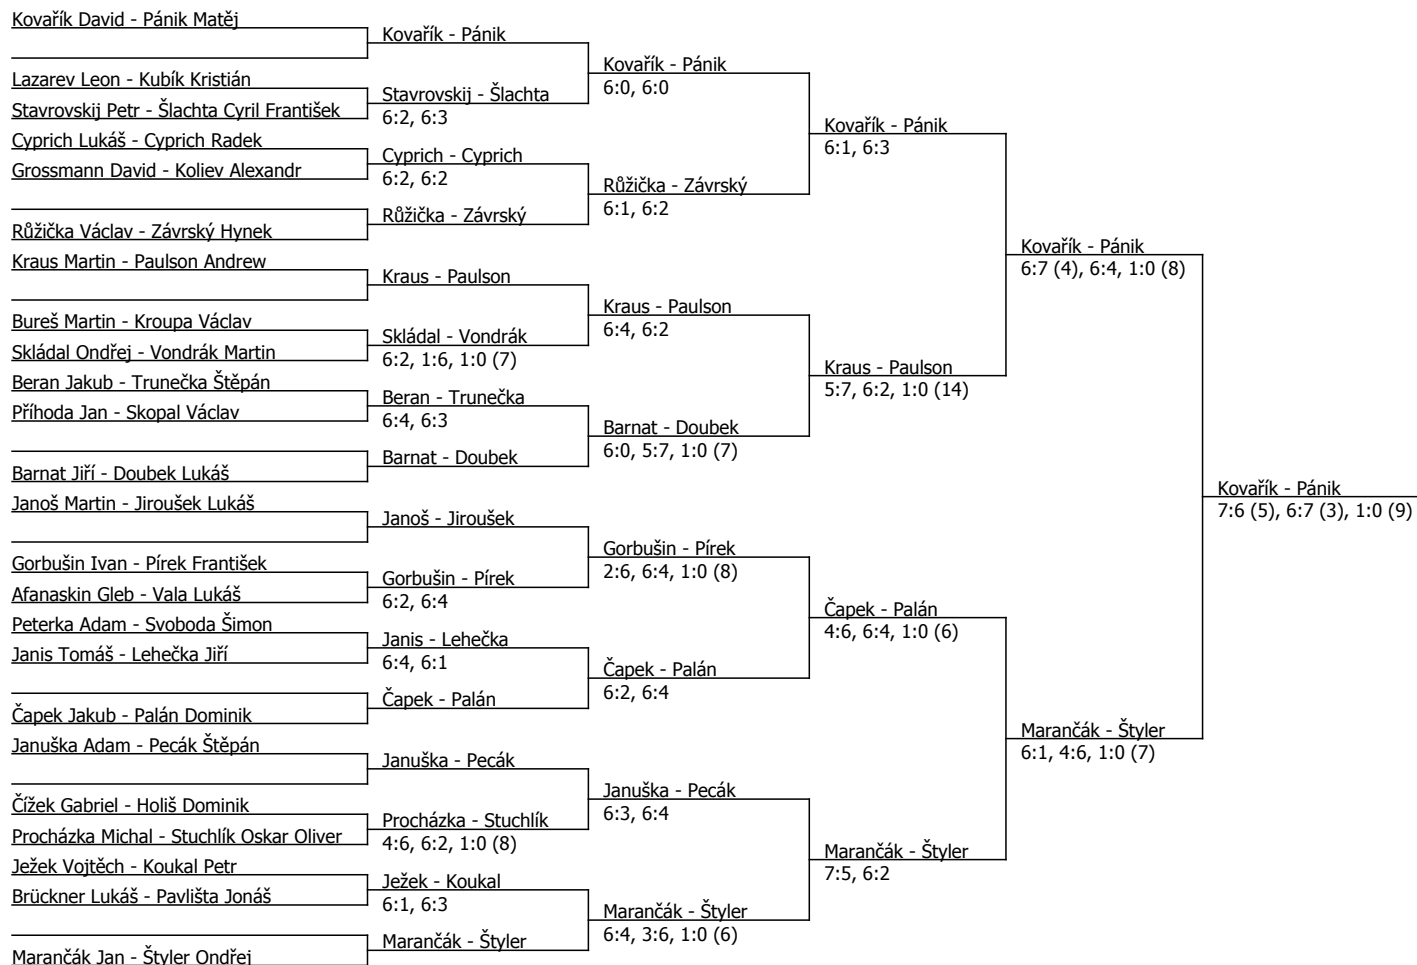 Kovařík David - Pánik Matěj
Lazarev Leon - Kubík Kristián
Stavrovskij Petr - Šlachta Cyril František
Cyprich Lukáš - Cyprich Radek
Grossmann David - Koliev Alexandr
Růžička Václav - Závrský Hynek
Kraus Martin - Paulson Andrew
Bureš Martin - Kroupa Václav
Skládal Ondřej - Vondrák Martin
Beran Jakub - Trunečka Štěpán
Příhoda Jan - Skopal Václav
Barnat Jiří - Doubek Lukáš
Janoš Martin - Jiroušek Lukáš
Gorbušin Ivan - Pírek František
Afanaskin Gleb - Vala Lukáš
Peterka Adam - Svoboda Šimon
Janis Tomáš - Lehečka Jiří
Čapek Jakub - Palán Dominik
Januška Adam - Pecák Štěpán
Čížek Gabriel - Holiš Dominik
Procházka Michal - Stuchlík Oskar Oliver
Ježek Vojtěch - Koukal Petr
Brückner Lukáš - Pavlišta Jonáš
Marančák Jan - Štyler Ondřej
Kovařík - Pánik
Stavrovskij - Šlachta
6:2, 6:3
Cyprich - Cyprich
6:2, 6:2
Růžička - Závrský
Kraus - Paulson
Skládal - Vondrák
6:2, 1:6, 1:0 (7)
Beran - Trunečka
6:4, 6:3
Barnat - Doubek
Janoš - Jiroušek
Gorbušin - Pírek
6:2, 6:4
Janis - Lehečka
6:4, 6:1
Čapek - Palán
Januška - Pecák
Procházka - Stuchlík
4:6, 6:2, 1:0 (8)
Ježek - Koukal
6:1, 6:3
Marančák - Štyler
Kovařík - Pánik
6:0, 6:0
Růžička - Závrský
6:1, 6:2
Kraus - Paulson
6:4, 6:2
Barnat - Doubek
6:0, 5:7, 1:0 (7)
Gorbušin - Pírek
2:6, 6:4, 1:0 (8)
Čapek - Palán
6:2, 6:4
Januška - Pecák
6:3, 6:4
Marančák - Štyler
6:4, 3:6, 1:0 (6)
Kovařík - Pánik
6:1, 6:3
Kraus - Paulson
5:7, 6:2, 1:0 (14)
Čapek - Palán
4:6, 6:4, 1:0 (6)
Marančák - Štyler
7:5, 6:2
Kovařík - Pánik
6:7 (4), 6:4, 1:0 (8)
Marančák - Štyler
6:1, 4:6, 1:0 (7)
Kovařík - Pánik
7:6 (5), 6:7 (3), 1:0 (9)